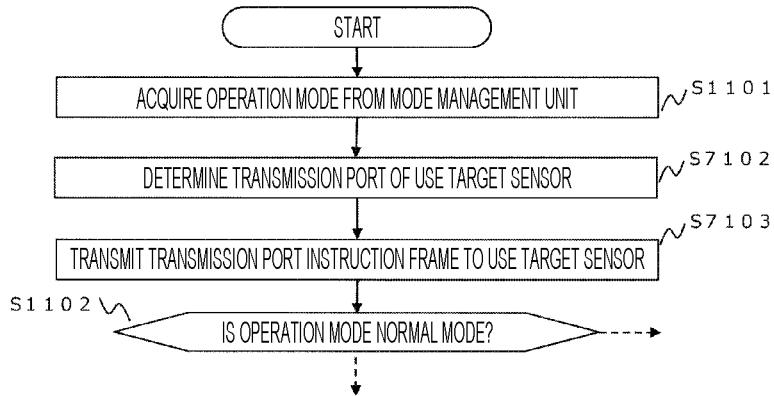 START
ACQUIRE OPERATION MODE FROM MODE MANAGEMENT UNIT
S1101
DETERMINE TRANSMISSION PORT OF USE TARGET SENSOR
S7102
TRANSMIT TRANSMISSION PORT INSTRUCTION FRAME TO USE TARGET SENSOR
S7103
S1102
IS OPERATION MODE NORMAL MODE?